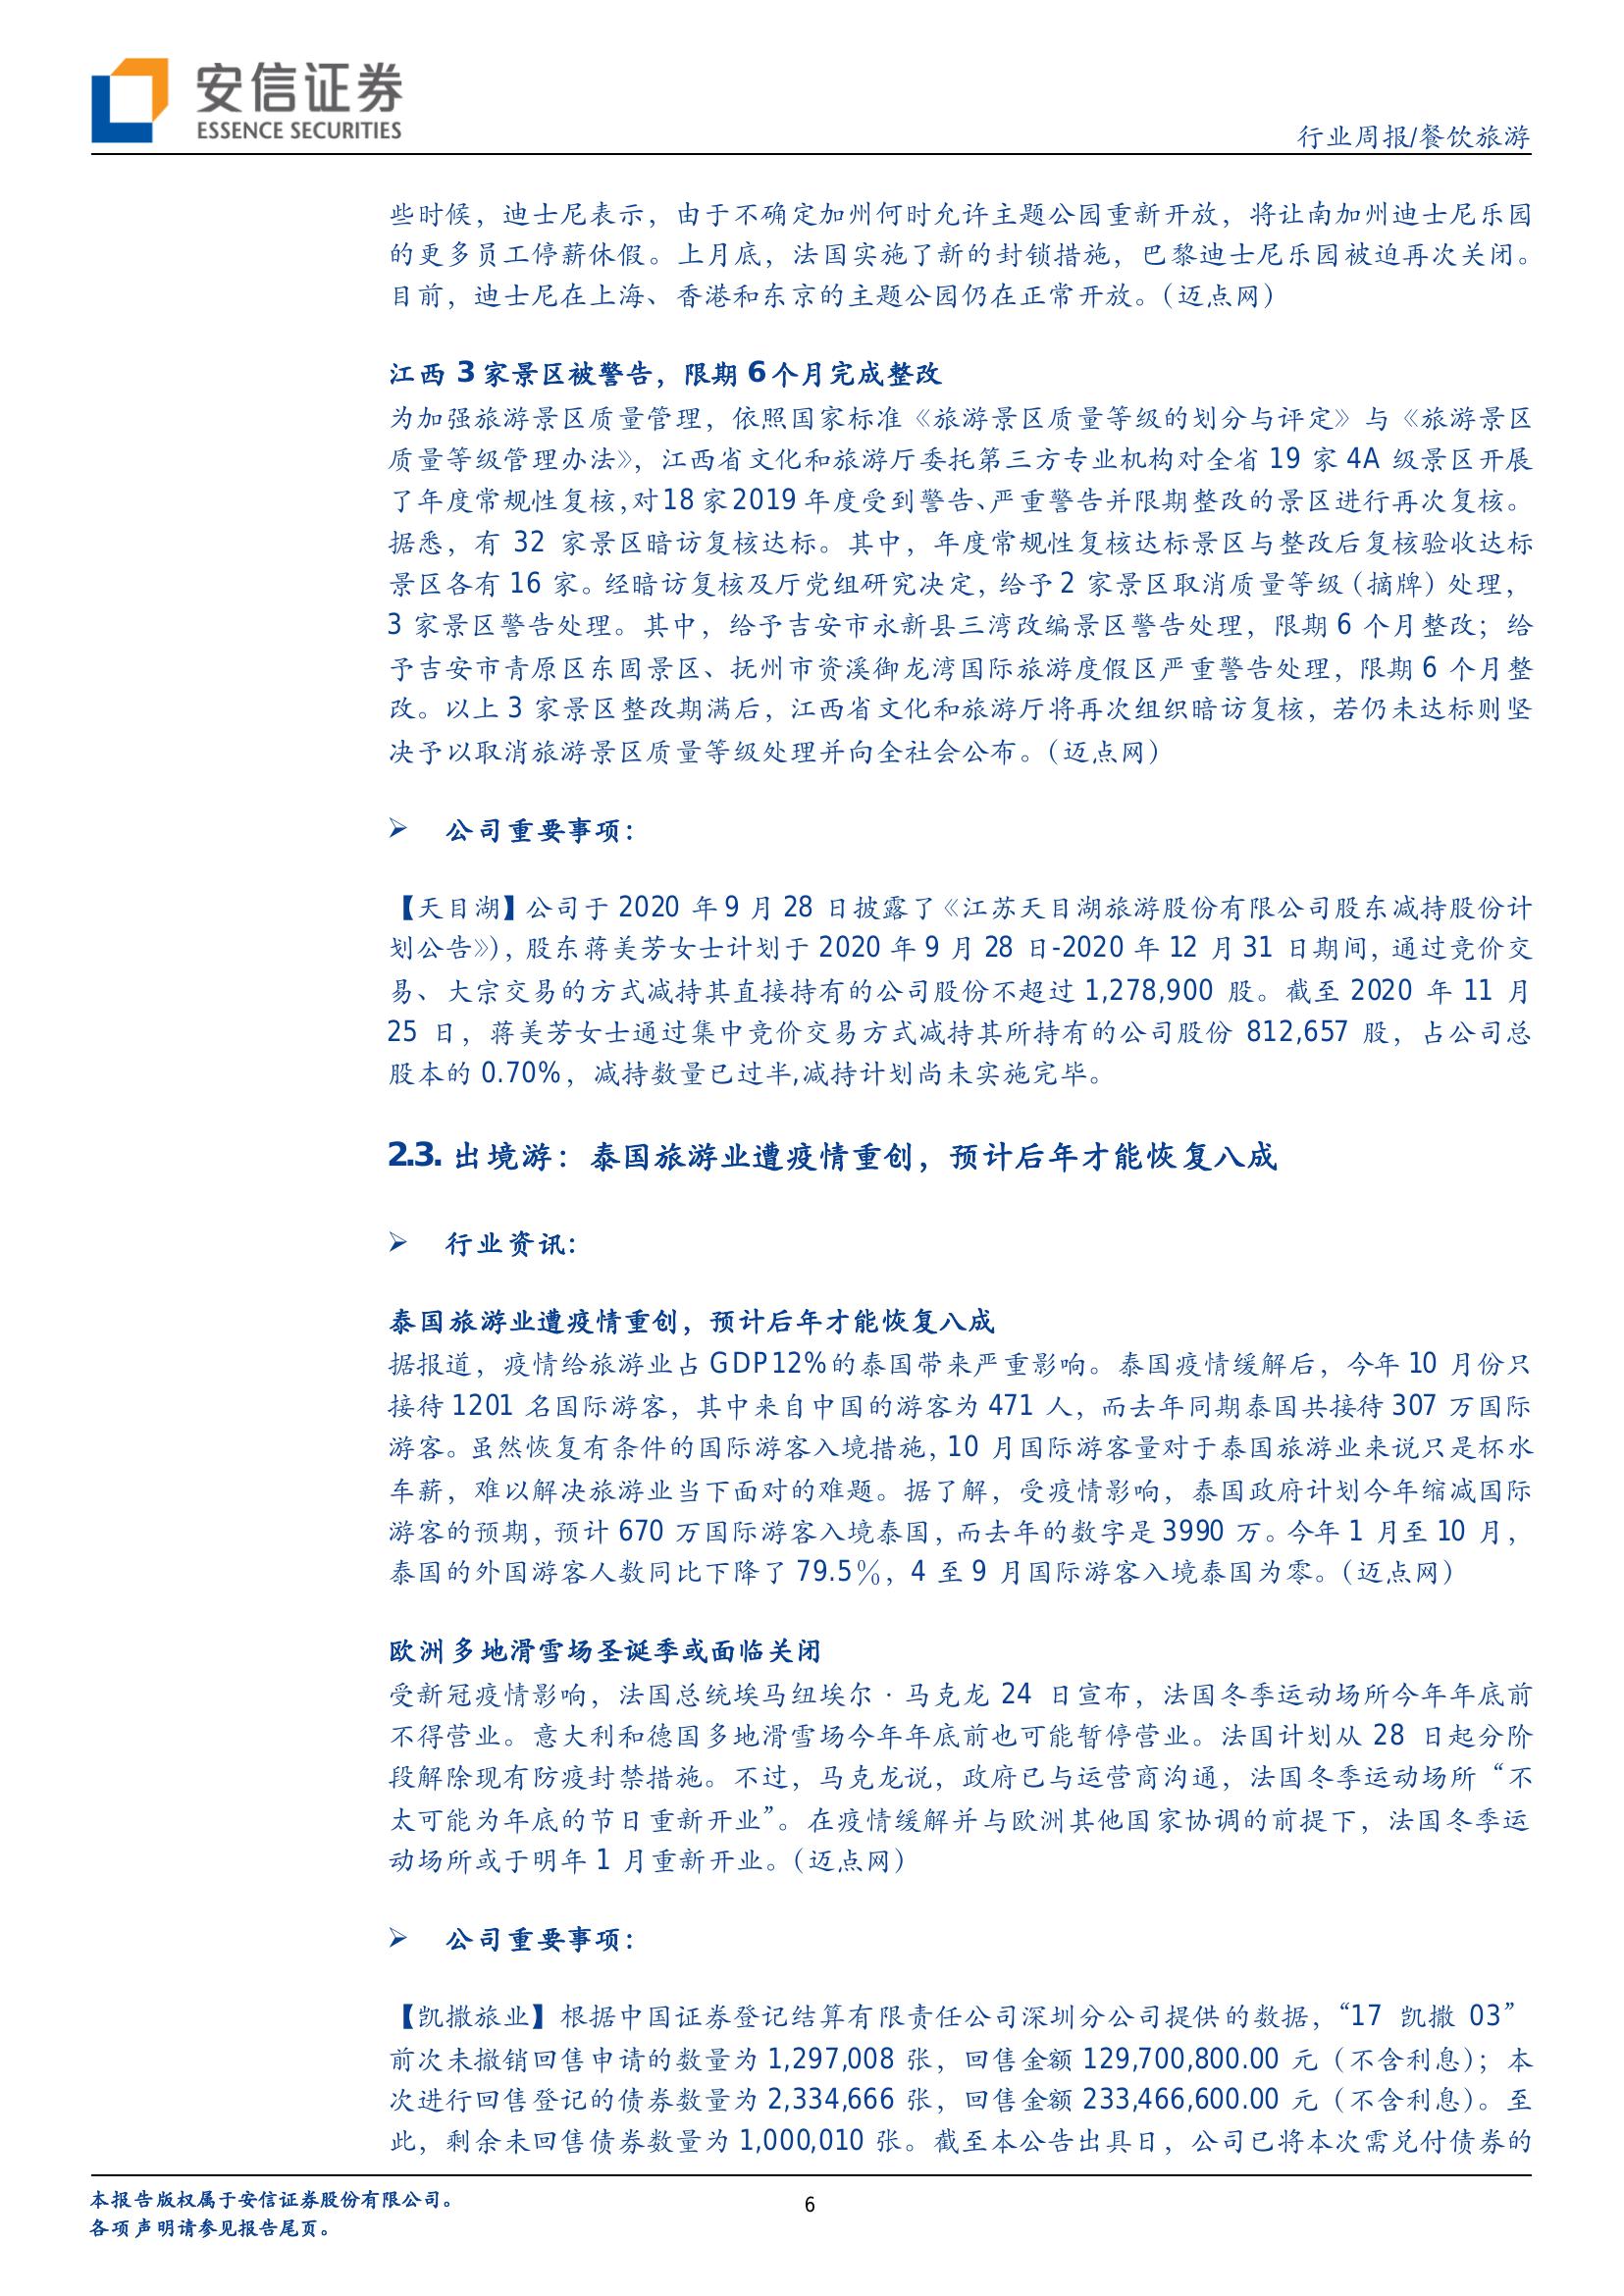 安信证券
ESSENCE SECURITIES
行业周报/餐饮旅游
些时候，迪士尼表示，由于不确定加州何时允许主题公园重新开放，将让南加州迪士尼乐园
的更多员工停薪休假。上月底，法国实施了新的封锁措施，巴黎迪士尼乐园被迫再次关闭。
目前，迪士尼在上海、香港和东京的主题公园仍在正常开放。（迈点网）
江西 3 家景区被警告，限期 6 个月完成整改
为加强旅游景区质量管理，依照国家标准《旅游景区质量等级的划分与评定》与《旅游景区
质量等级管理办法》，江西省文化和旅游厅委托第三方专业机构对全省 19 家 4A 级景区开展
了年度常规性复核，对 18 家 2019 年度受到警告、严重警告并限期整改的景区进行再次复核。
据悉，有 32 家景区暗访复核达标。其中，年度常规性复核达标景区与整改后复核验收达标
景区各有 16 家。经暗访复核及厅党组研究决定，给予 2 家景区取消质量等级（摘牌）处理，
3 家景区警告处理。其中，给予吉安市永新县三湾改编景区警告处理，限期 6 个月整改；给
予吉安市青原区东固景区、抚州市资溪御龙湾国际旅游度假区严重警告处理，限期 6 个月整
改。以上 3 家景区整改期满后，江西省文化和旅游厅将再次组织暗访复核，若仍未达标则坚
决予以取消旅游景区质量等级处理并向全社会公布。（迈点网）
➢ 公司重要事项：
【天目湖】公司于 2020 年 9 月 28 日披露了《江苏天目湖旅游股份有限公司股东减持股份计
划公告》），股东蒋美芳女士计划于 2020 年 9 月 28 日-2020 年 12 月 31 日期间，通过竞价交
易、大宗交易的方式减持其直接持有的公司股份不超过 1,278,900 股。截至 2020 年 11 月
25 日，蒋美芳女士通过集中竞价交易方式减持其所持有的公司股份 812,657 股，占公司总
股本的 0.70%，减持数量已过半,减持计划尚未实施完毕。
2.3. 出境游：泰国旅游业遭疫情重创，预计后年才能恢复八成
➢ 行业资讯:
泰国旅游业遭疫情重创，预计后年才能恢复八成
据报道，疫情给旅游业占 GDP12%的泰国带来严重影响。泰国疫情缓解后，今年 10 月份只
接待 1201 名国际游客，其中来自中国的游客为 471 人，而去年同期泰国共接待 307 万国际
游客。虽然恢复有条件的国际游客入境措施，10 月国际游客量对于泰国旅游业来说只是杯水
车薪，难以解决旅游业当下面对的难题。据了解，受疫情影响，泰国政府计划今年缩减国际
游客的预期，预计 670 万国际游客入境泰国，而去年的数字是 3990 万。今年 1 月至 10 月，
泰国的外国游客人数同比下降了 79.5％，4 至 9 月国际游客入境泰国为零。（迈点网）
欧洲多地滑雪场圣诞季或面临关闭
受新冠疫情影响，法国总统埃马纽埃尔·马克龙 24 日宣布，法国冬季运动场所今年年底前
不得营业。意大利和德国多地滑雪场今年年底前也可能暂停营业。法国计划从 28 日起分阶
段解除现有防疫封禁措施。不过，马克龙说，政府已与运营商沟通，法国冬季运动场所“不
太可能为年底的节日重新开业”。在疫情缓解并与欧洲其他国家协调的前提下，法国冬季运
动场所或于明年 1 月重新开业。（迈点网）
➢ 公司重要事项：
【凯撒旅业】根据中国证券登记结算有限责任公司深圳分公司提供的数据，“17 凯撒 03”
前次未撤销回售申请的数量为 1,297,008 张，回售金额 129,700,800.00 元（不含利息）；本
次进行回售登记的债券数量为 2,334,666 张，回售金额 233,466,600.00 元（不含利息）。至
此，剩余未回售债券数量为 1,000,010 张。截至本公告出具日，公司已将本次需兑付债券的
本报告版权属于安信证券股份有限公司。
各项声明请参见报告尾页。
6